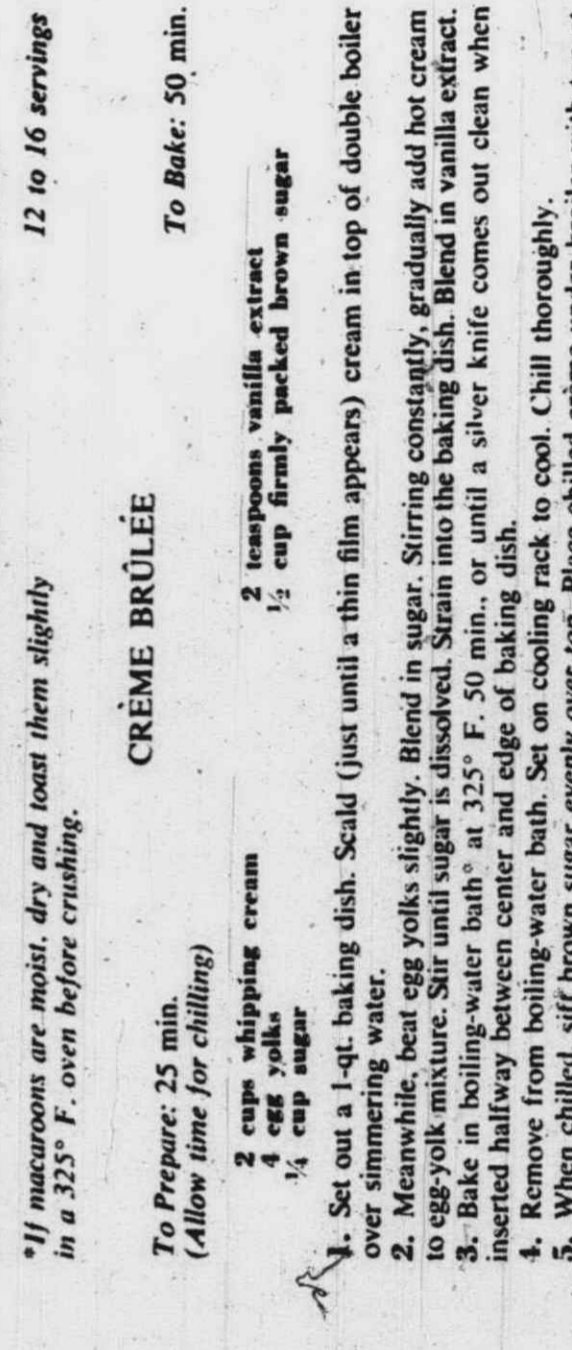 *If macaroons are moist, dry and toast them slightly
in a 325° F. oven before crushing.
12 to 16 servings
CRÈME BRÛLÉE
To Prepare: 25 min.
(Allow time for chilling)
To Bake: 50 min.
2 cups whipping cream
4 egg yolks
¼ cup sugar
2 teaspoons vanilla extract
½ cup firmly packed brown sugar
1. Set out a 1-qt. baking dish. Scald (just until a thin film appears) cream in top of double boiler
over simmering water.
2. Meanwhile, beat egg yolks slightly. Blend in sugar. Stirring constantly, gradually add hot cream
to egg-yolk mixture. Stir until sugar is dissolved. Strain into the baking dish. Blend in vanilla extract.
3. Bake in boiling-water bath° at 325° F. 50 min., or until a silver knife comes out clean when
inserted halfway between center and edge of baking dish.
4. Remove from boiling-water bath. Set on cooling rack to cool. Chill thoroughly.
5. When chilled, sift brown sugar evenly over top. Place chilled crème under broiler with